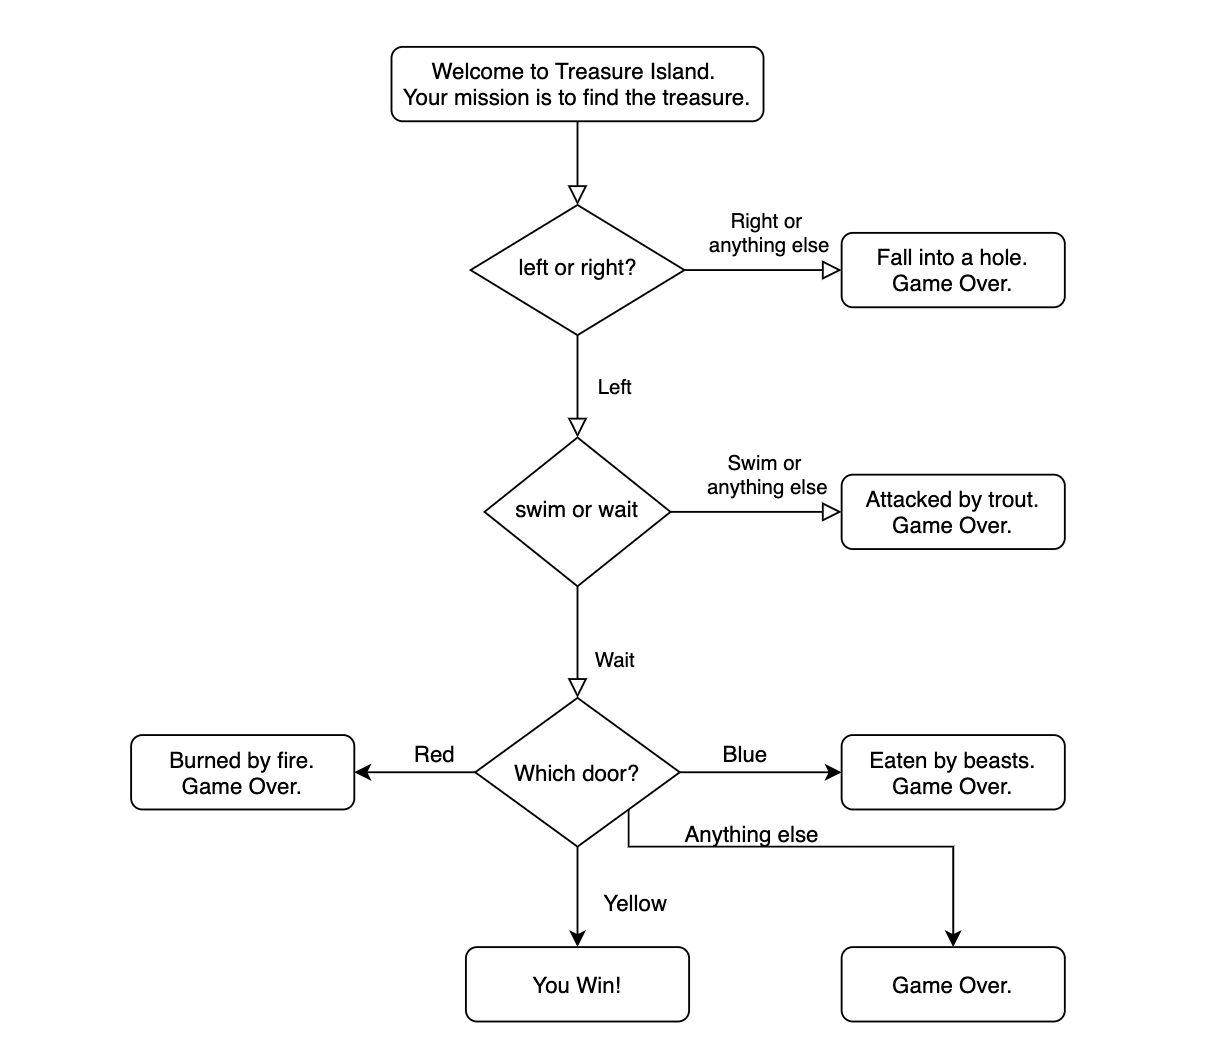 Welcome to Treasure Island.
Your mission is to find the treasure.
left or right?
Right or
anything else
Fall into a hole.
Game Over.
Left
swim or wait
Swim or
anything else
Attacked by trout.
Game Over.
Wait
Which door?
Red
Burned by fire.
Game Over.
Blue
Eaten by beasts.
Game Over.
Anything else
Yellow
You Win!
Game Over.